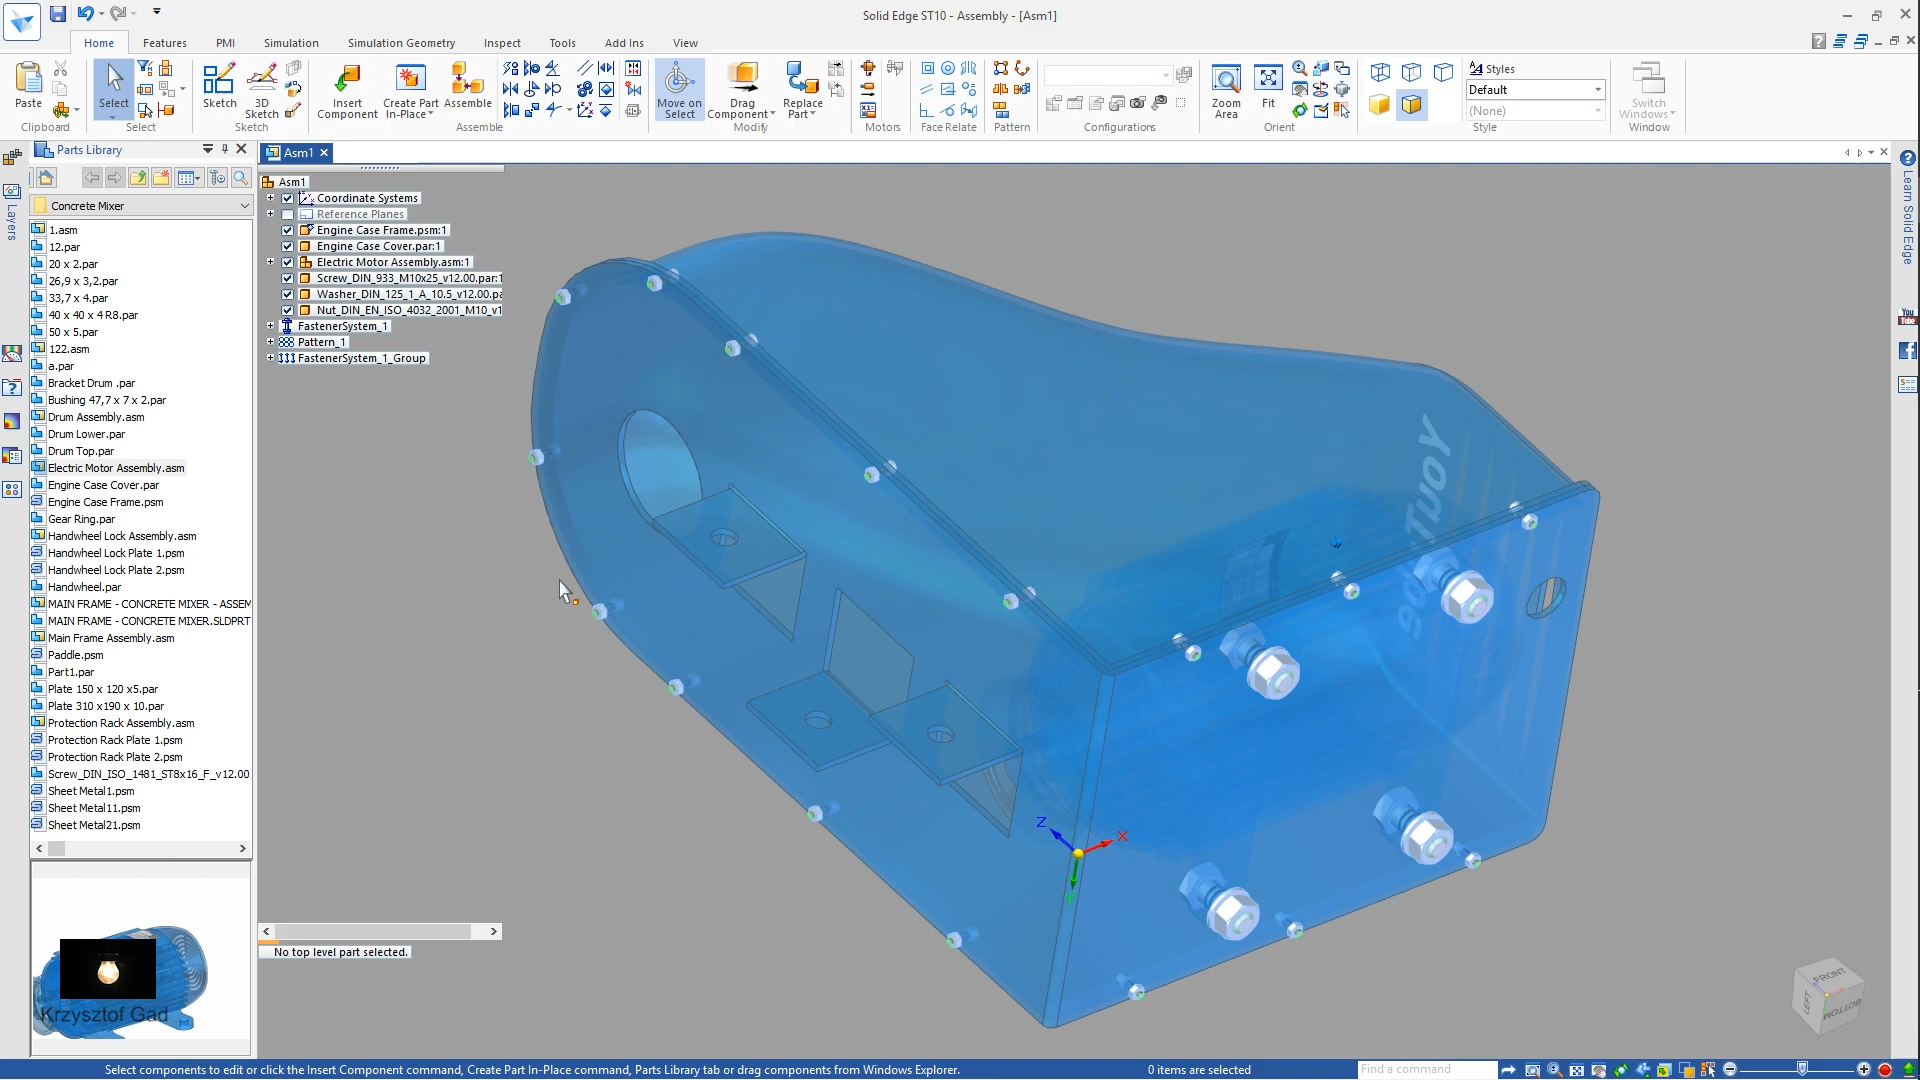 Solid Edge ST10 - Assembly - [Asm1]
Home
Features
PMI
Simulation
Simulation Geometry
Inspect
Tools
Add Ins
View
Paste
Clipboard
Select
Select
Sketch
3D Sketch
Sketch
Insert Component
Create Part In-Place
Assemble
Assemble
Move on Select
Drag Component
Replace Part
Modify
Motors
Face Relate
Pattern
Configurations
Zoom Area
Fit
Orient
Styles
Default
(None)
Style
Switch Windows
Window
Parts Library
Concrete Mixer
1.asm
12.par
20 x 2.par
26,9 x 3,2.par
33,7 x 4.par
40 x 40 x 4 R8.par
50 x 5.par
122.asm
a.par
Bracket Drum .par
Bushing 47,7 x 7 x 2.par
Drum Assembly.asm
Drum Lower.par
Drum Top.par
Electric Motor Assembly.asm
Engine Case Cover.par
Engine Case Frame.psm
Gear Ring.par
Handwheel Lock Assembly.asm
Handwheel Lock Plate 1.psm
Handwheel Lock Plate 2.psm
Handwheel.par
MAIN FRAME - CONCRETE MIXER - ASSEM
MAIN FRAME - CONCRETE MIXER.SLDPRT
Main Frame Assembly.asm
Paddle.psm
Part1.par
Plate 150 x 120 x5.par
Plate 310 x190 x 10.par
Protection Rack Assembly.asm
Protection Rack Plate 1.psm
Protection Rack Plate 2.psm
Screw_DIN_ISO_1481_ST8x16_F_v12.00
Sheet Metal1.psm
Sheet Metal11.psm
Sheet Metal21.psm
Krzysztof Gad
Layers
Asm1
Asm1
Coordinate Systems
Reference Planes
Engine Case Frame.psm:1
Engine Case Cover.par:1
Electric Motor Assembly.asm:1
Screw_DIN_933_M10x25_v12.00.par:1
Washer_DIN_125_1_A_10.5_v12.00.pa
Nut_DIN_EN_ISO_4032_2001_M10_v1
FastenerSystem_1
Pattern_1
FastenerSystem_1_Group
No top level part selected.
Z
X
Y
FRONT
LEFT
BOTTOM
Learn Solid Edge
You
Tube
Select components to edit or click the Insert Component command, Create Part In-Place command, Parts Library tab or drag components from Windows Explorer.
0 items are selected
Find a command